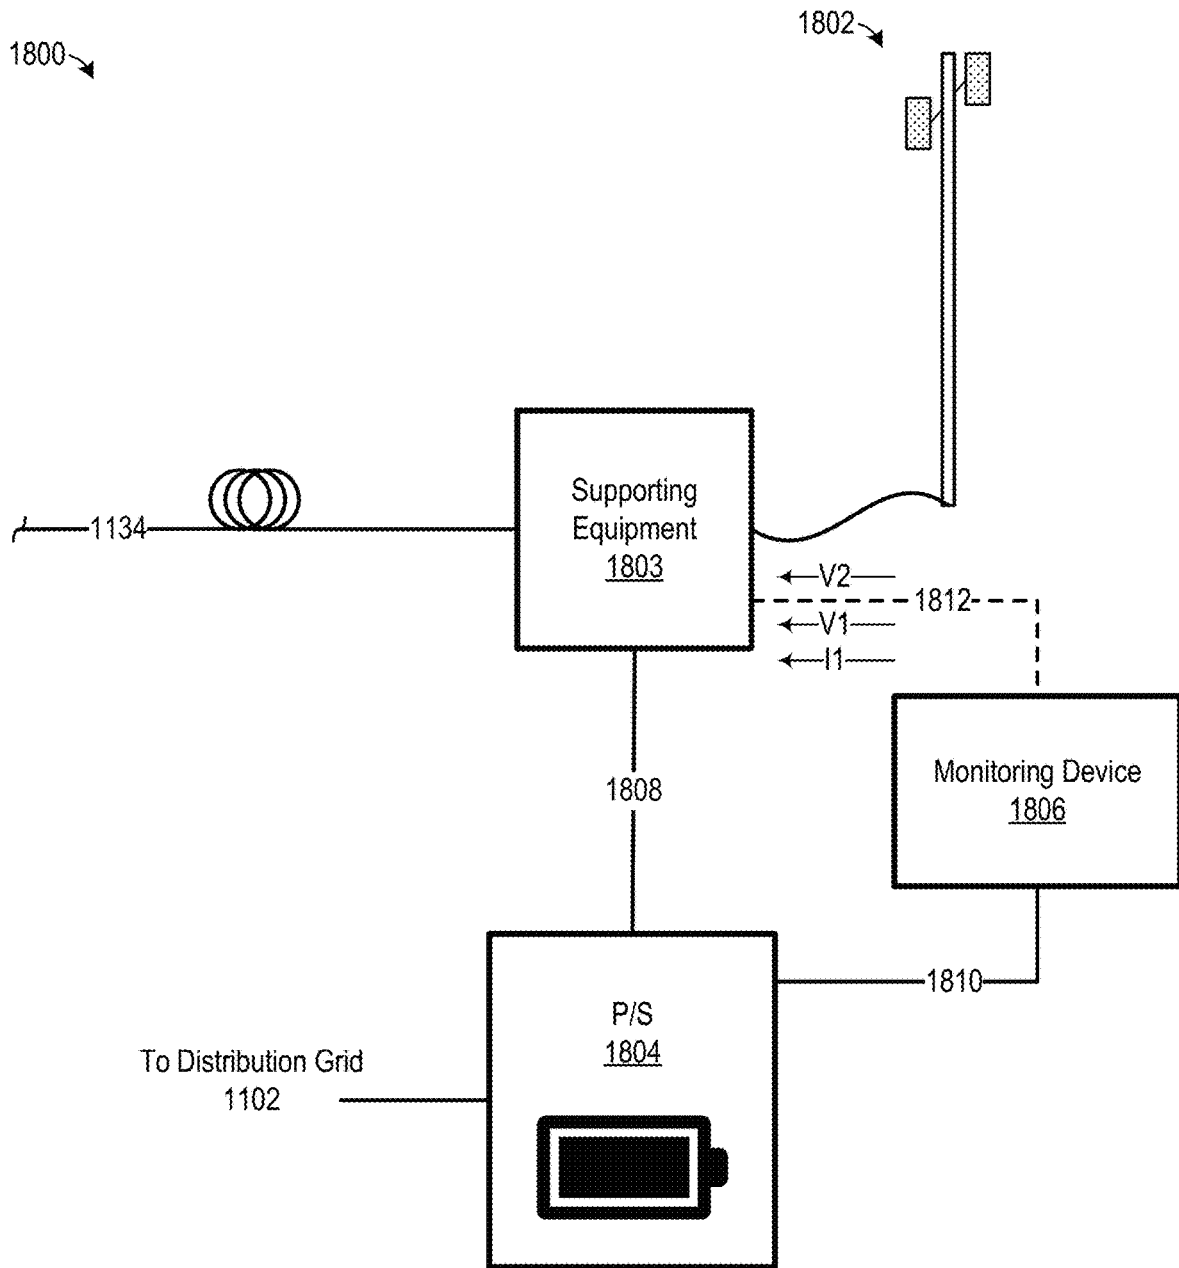 1802
1800
Supporting
Equipment
1134
1803
V2
1812
V1
I1
1808
Monitoring Device
1806
1810
P/S
1804
To Distribution Grid
1102